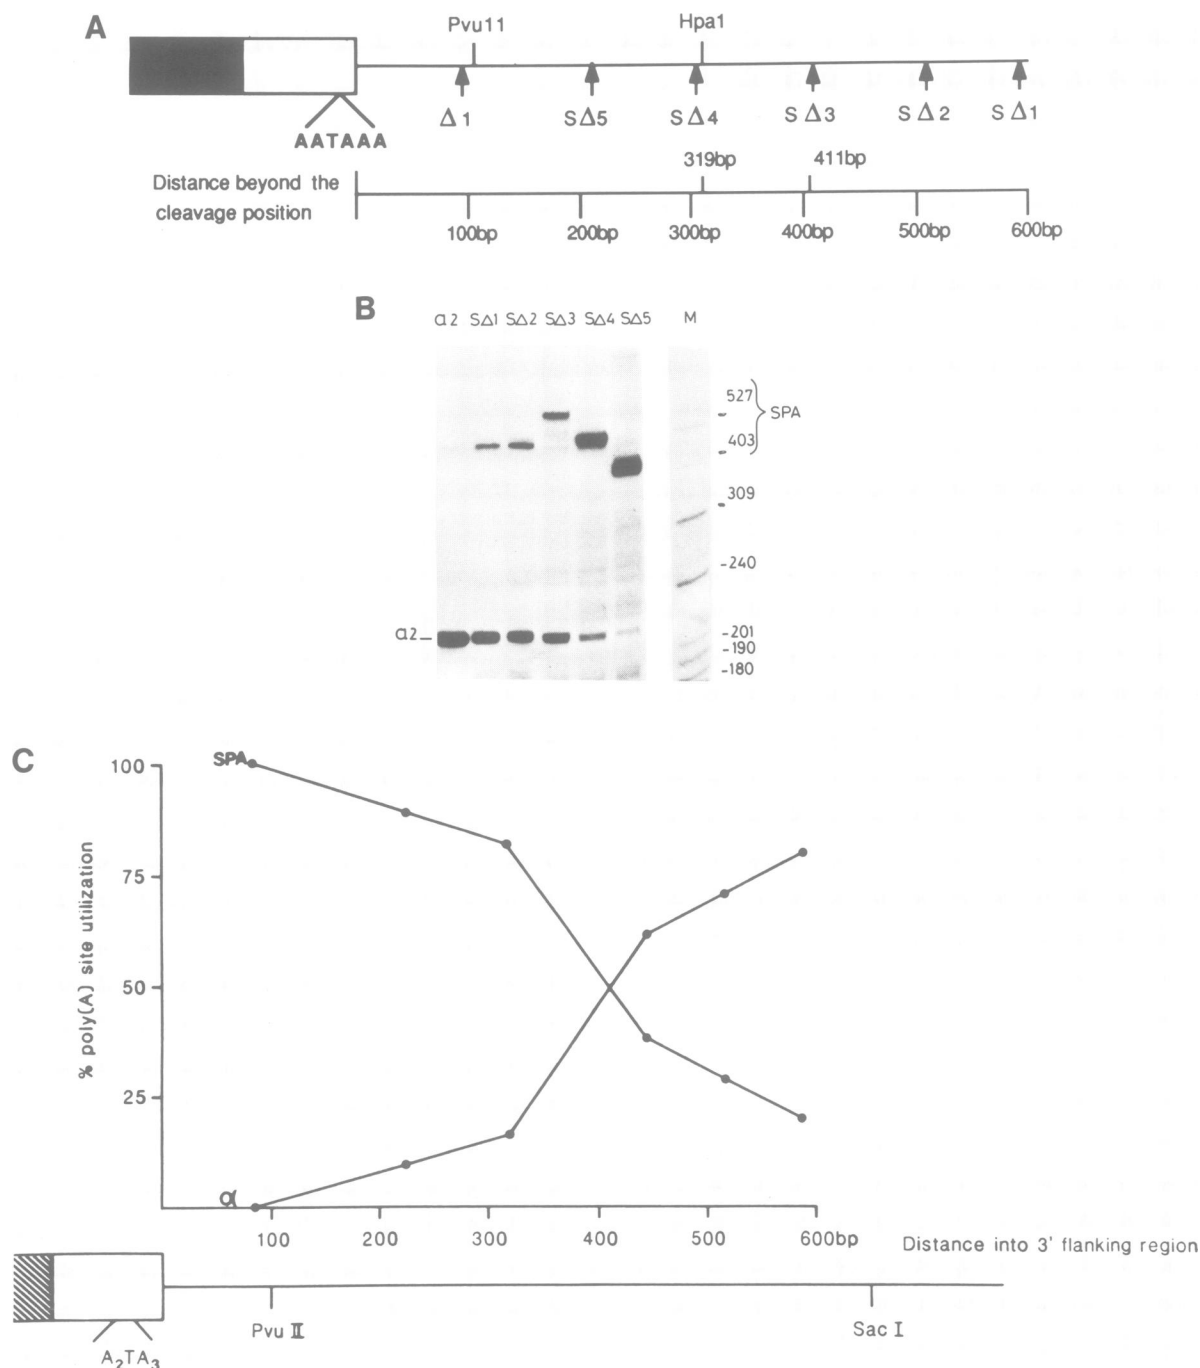 A
Pvu11 Hpa1
AATAAA
Δ1 SΔ5 SΔ4 SΔ3 SΔ2 SΔ1
319bp 411bp
Distance beyond the
cleavage position
100bp 200bp 300bp 400bp 500bp 600bp
B
α2 SΔ1 SΔ2 SΔ3 SΔ4 SΔ5 M
527
SPA
403
309
-240
α2
-201
-190
-180
C
SPA
100
75
50
25
% poly(A) site utilization
α
100 200 300 400 500 600bp
Distance into 3' flanking region
Pvu II Sac I
A₂TA₃